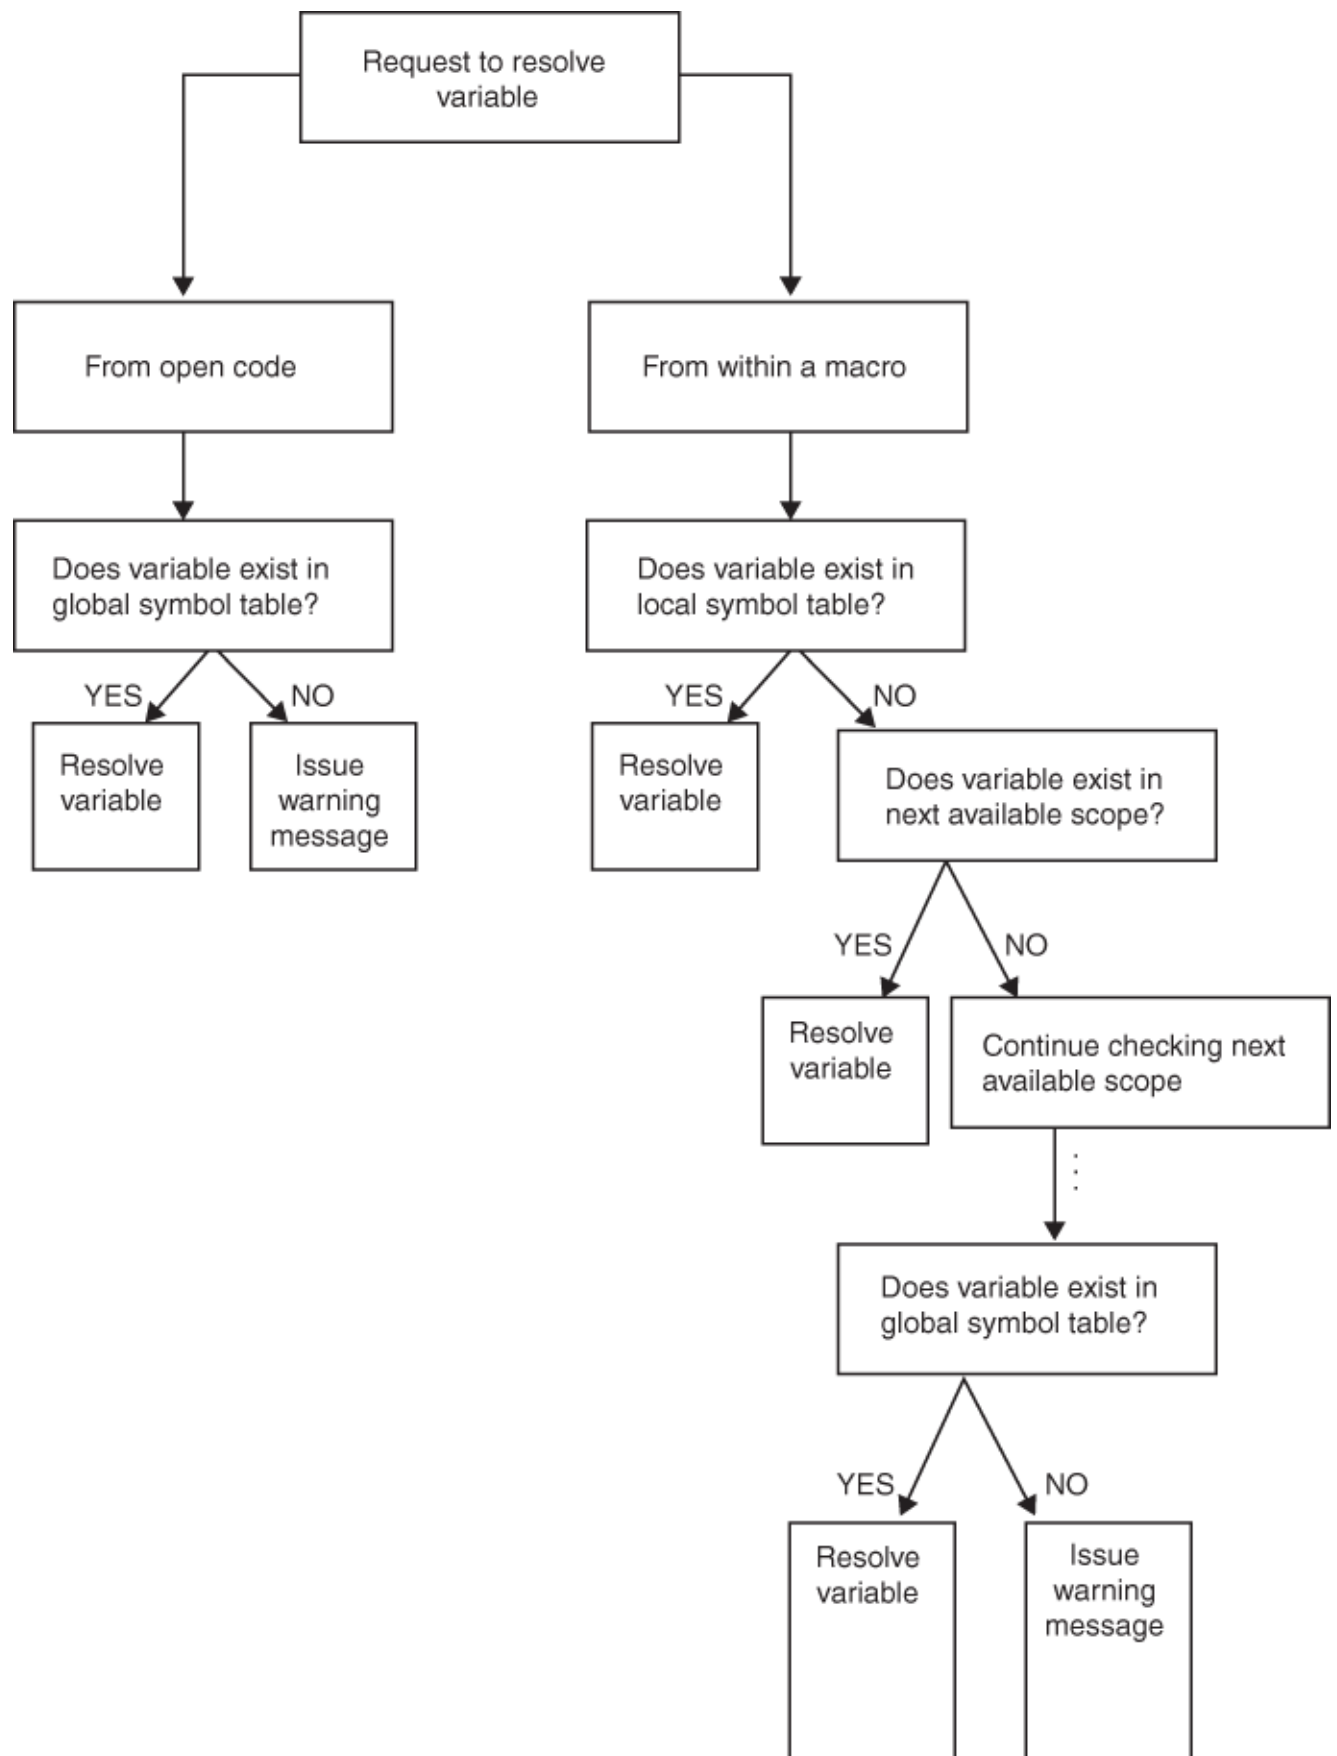 Request to resolve
variable
From open code
From within a macro
Does variable exist in
global symbol table?
Does variable exist in
local symbol table?
YES
NO
YES
NO
Resolve
variable
Issue
warning
message
Resolve
variable
Does variable exist in
next available scope?
YES
NO
Resolve
variable
Continue checking next
available scope
Does variable exist in
global symbol table?
YES
NO
Resolve
variable
Issue
warning
message